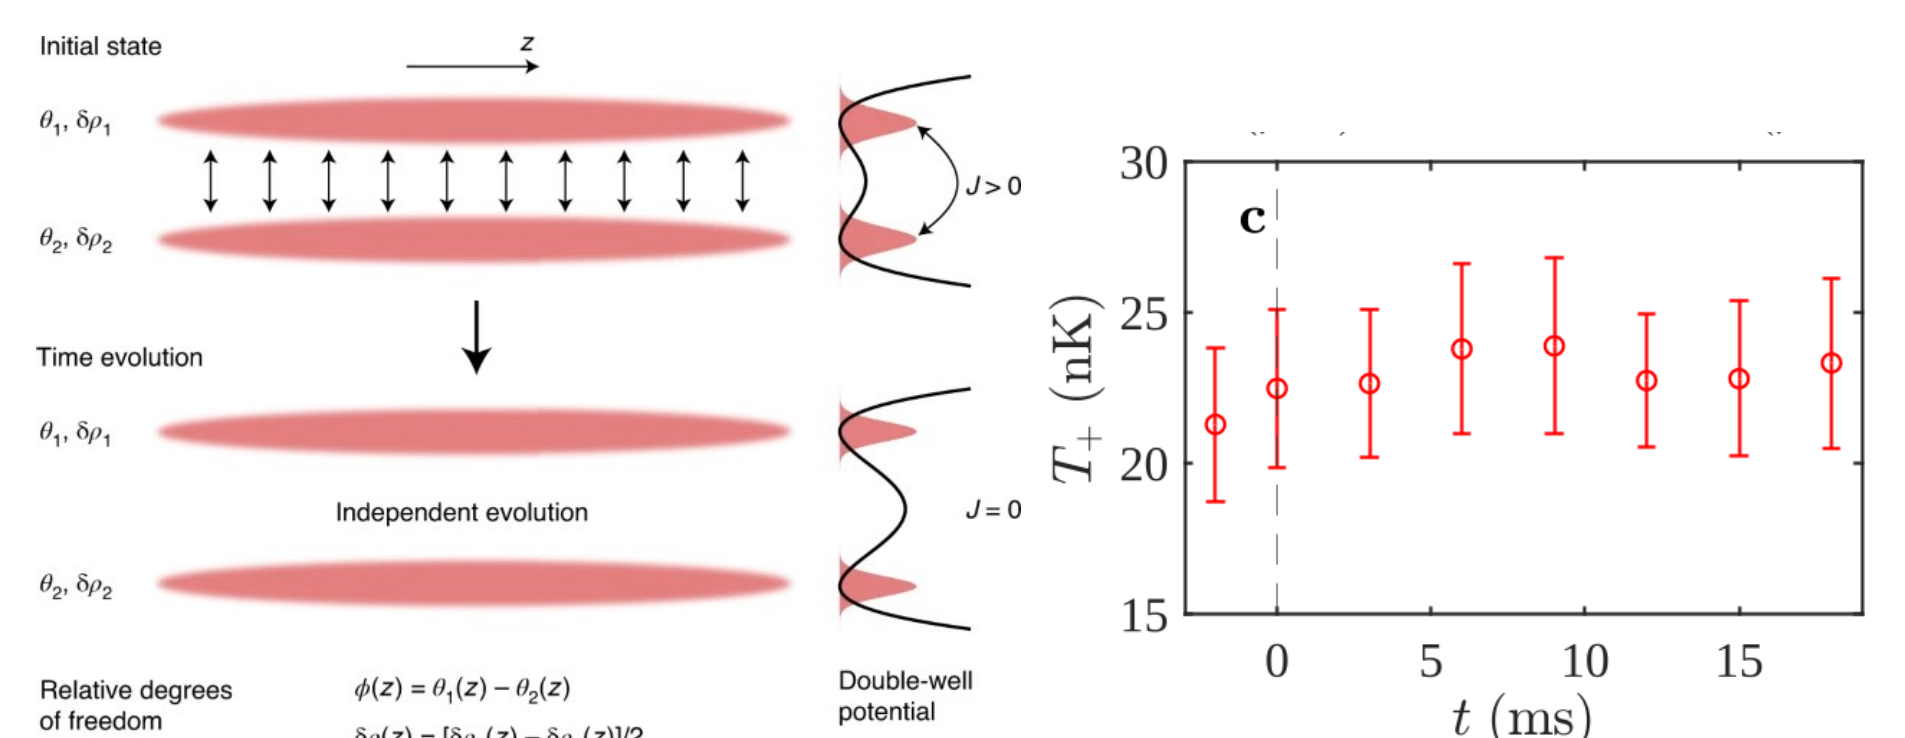 Initial state
z
θ1, δρ1
J > 0
θ2, δρ2
Time evolution
θ1, δρ1
Independent evolution
J = 0
θ2, δρ2
Relative degrees
of freedom
ϕ(z) = θ1(z) − θ2(z)
Double-well
potential
c
30
25
20
15
T+ (nK)
0 5 10 15
t (ms)